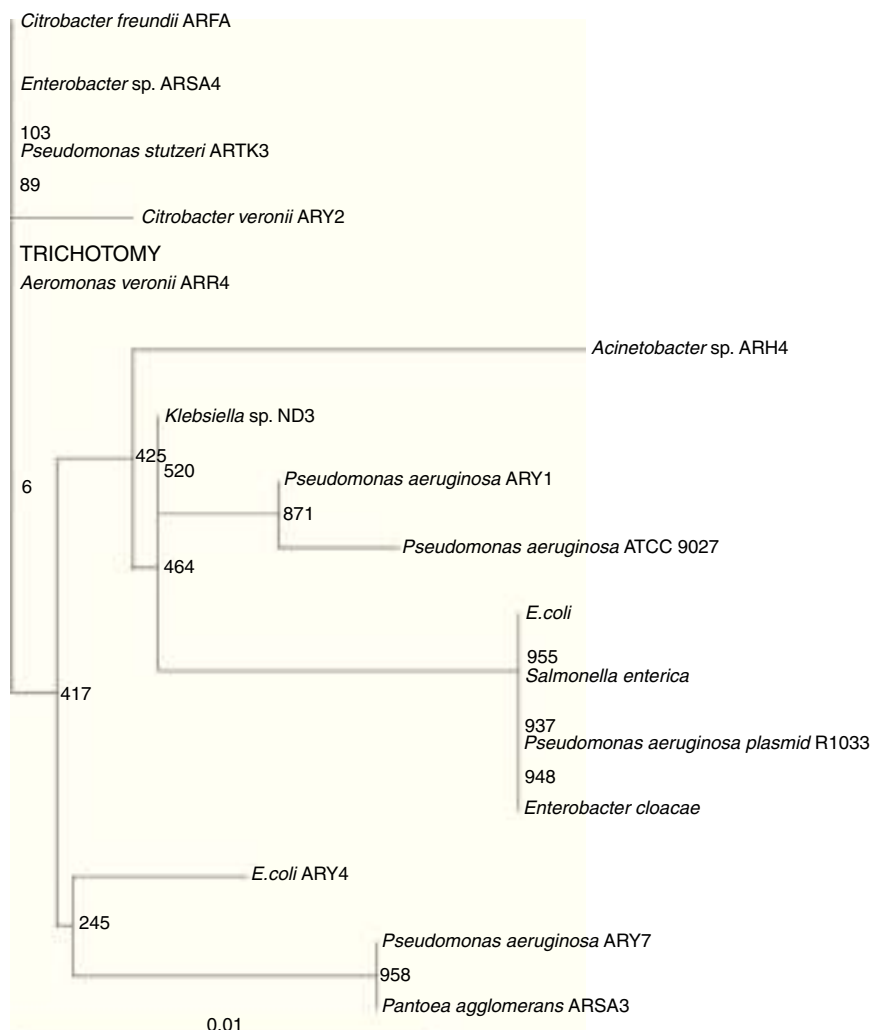 Citrobacter freundii ARFA
Enterobacter sp. ARSA4
103
Pseudomonas stutzeri ARTK3
89
Citrobacter veronii ARY2
TRICHOTOMY
Aeromonas veronii ARR4
Acinetobacter sp. ARH4
Klebsiella sp. ND3
425
520
Pseudomonas aeruginosa ARY1
6
871
Pseudomonas aeruginosa ATCC 9027
464
E.coli
955
Salmonella enterica
417
937
Pseudomonas aeruginosa plasmid R1033
948
Enterobacter cloacae
E.coli ARY4
245
Pseudomonas aeruginosa ARY7
958
Pantoea agglomerans ARSA3
0.01